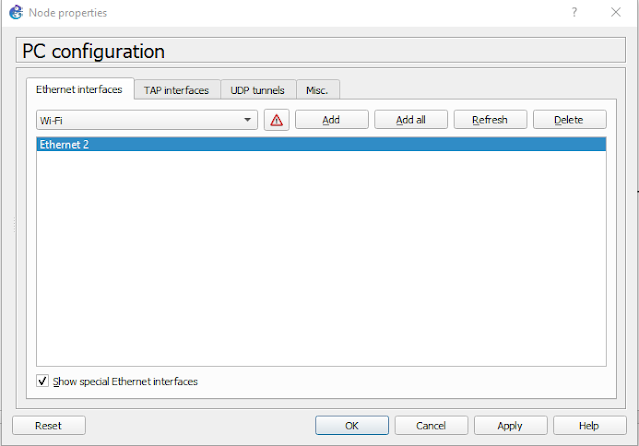 Node properties
PC configuration
Ethernet interfaces TAP interfaces UDP tunnels Misc.
Wi-Fi Add Add all Refresh Delete
Ethernet 2
Show special Ethernet interfaces
Reset OK Cancel Apply Help